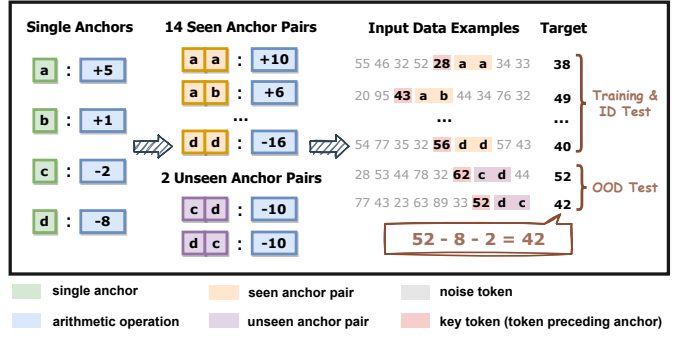 Single Anchors
14 Seen Anchor Pairs
Input Data Examples
Target
a : +5
b : +1
c : -2
d : -8
a a : +10
a b : +6
...
d d : -16
2 Unseen Anchor Pairs
c d : -10
d c : -10
55 46 32 52 28 a a 34 33 38
20 95 43 a b 44 34 76 32 49
... ...
54 77 35 32 56 d d 57 43 40
28 53 44 78 32 62 c d 44 52
77 43 23 63 89 33 52 d c 42
Training &
ID Test
OOD Test
52 - 8 - 2 = 42
single anchor
seen anchor pair
noise token
arithmetic operation
unseen anchor pair
key token (token preceding anchor)